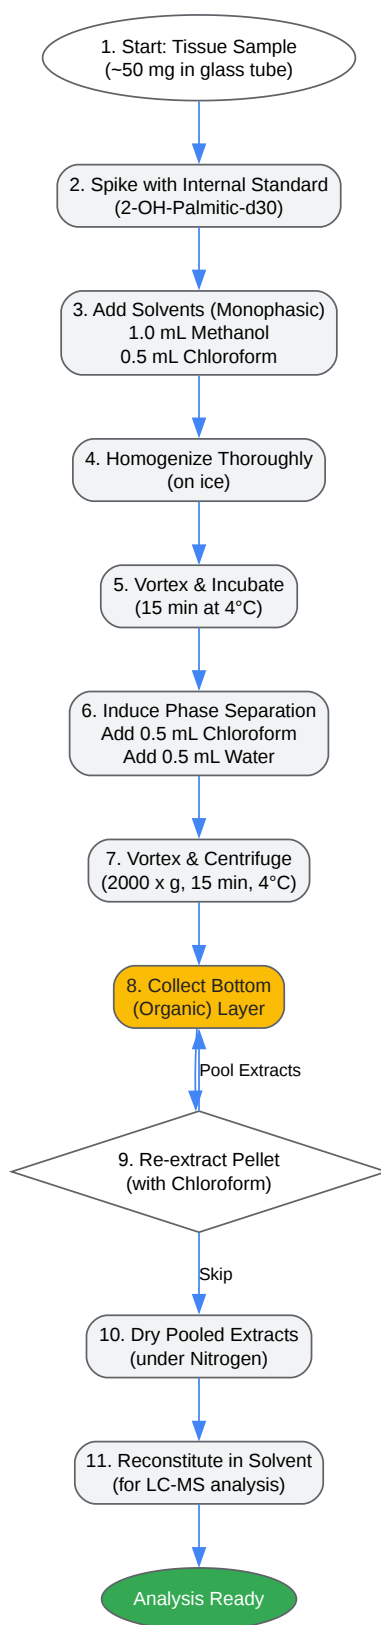 1. Start: Tissue Sample
(~50 mg in glass tube)
2. Spike with Internal Standard
(2-OH-Palmitic-d30)
3. Add Solvents (Monophasic)
1.0 mL Methanol
0.5 mL Chloroform
4. Homogenize Thoroughly
(on ice)
5. Vortex & Incubate
(15 min at 4°C)
6. Induce Phase Separation
Add 0.5 mL Chloroform
Add 0.5 mL Water
7. Vortex & Centrifuge
(2000 x g, 15 min, 4°C)
8. Collect Bottom
(Organic) Layer
Pool Extracts
9. Re-extract Pellet
(with Chloroform)
Skip
10. Dry Pooled Extracts
(under Nitrogen)
11. Reconstitute in Solvent
(for LC-MS analysis)
Analysis Ready